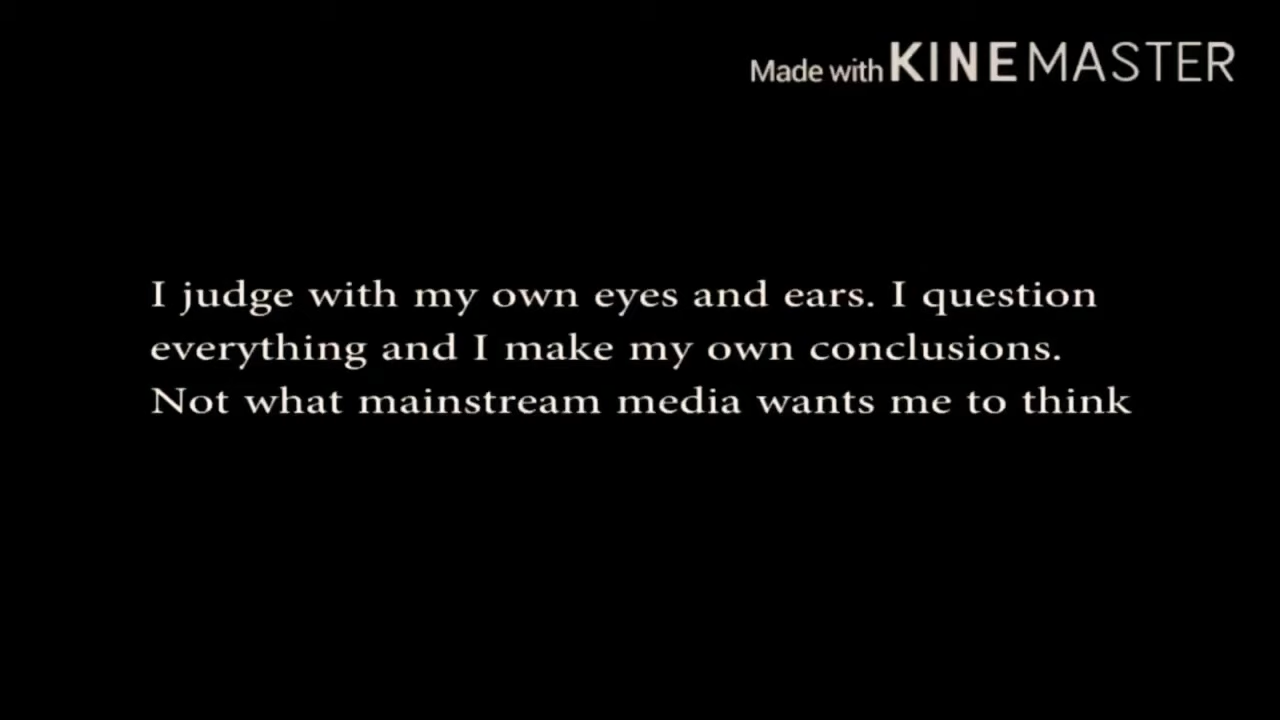 Made with KINEMASTER
I judge with my own eyes and ears. I question
everything and I make my own conclusions.
Not what mainstream media wants me to think